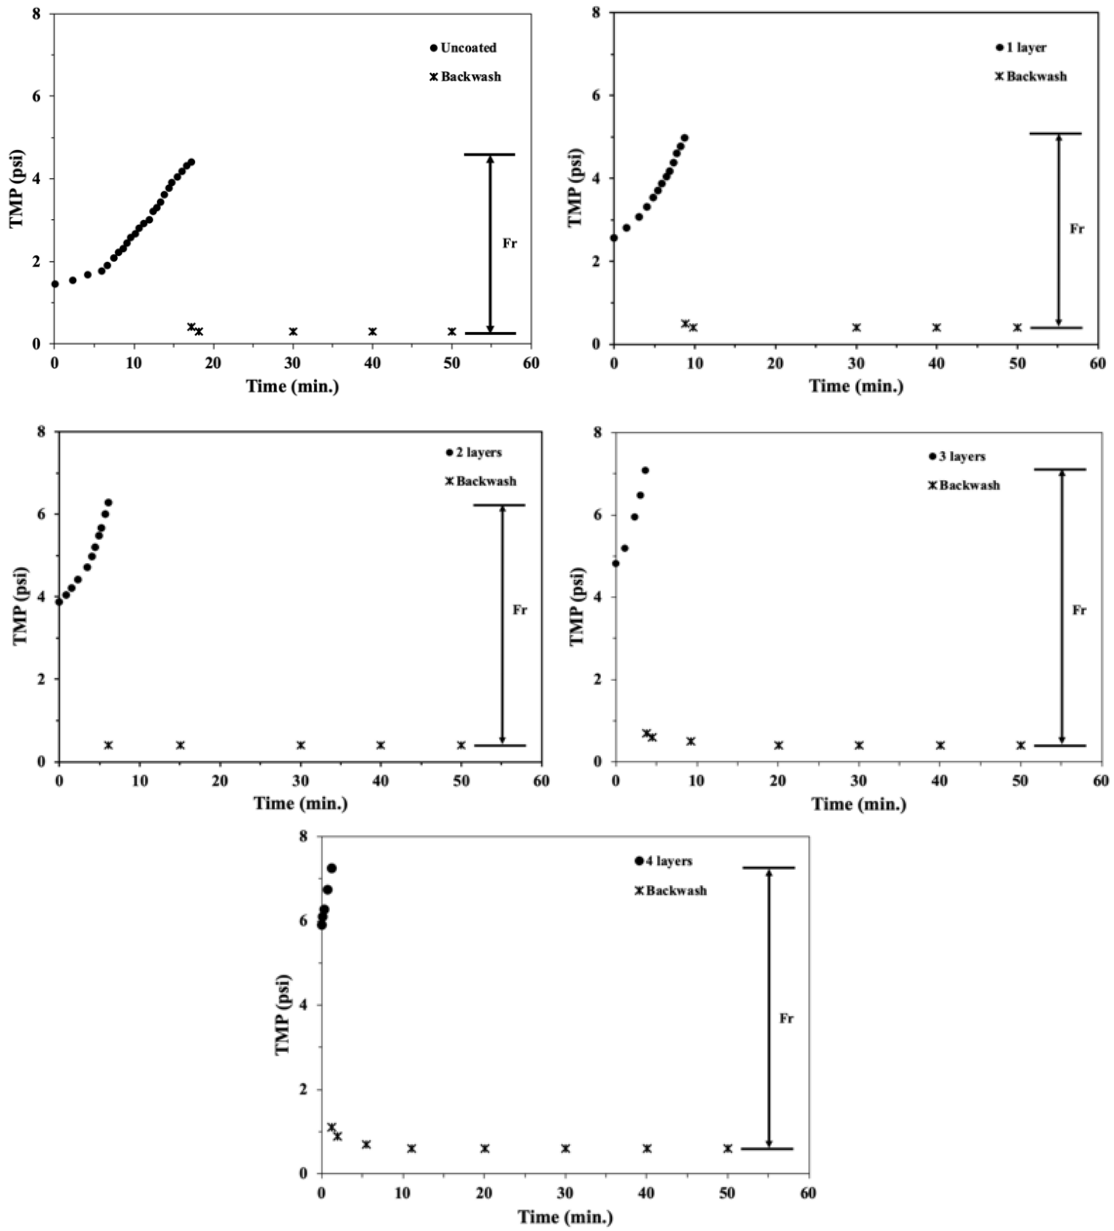 8
6
4
2
0
TMP (psi)
Uncoated
Backwash
Fr
0 10 20 30 40 50 60
Time (min.)
8
6
4
2
0
TMP (psi)
1 layer
Backwash
Fr
0 10 20 30 40 50 60
Time (min.)
8
6
4
2
0
TMP (psi)
2 layers
Backwash
Fr
0 10 20 30 40 50 60
Time (min.)
8
6
4
2
0
TMP (psi)
3 layers
Backwash
Fr
0 10 20 30 40 50 60
Time (min.)
8
6
4
2
0
TMP (psi)
4 layers
Backwash
Fr
0 10 20 30 40 50 60
Time (min.)